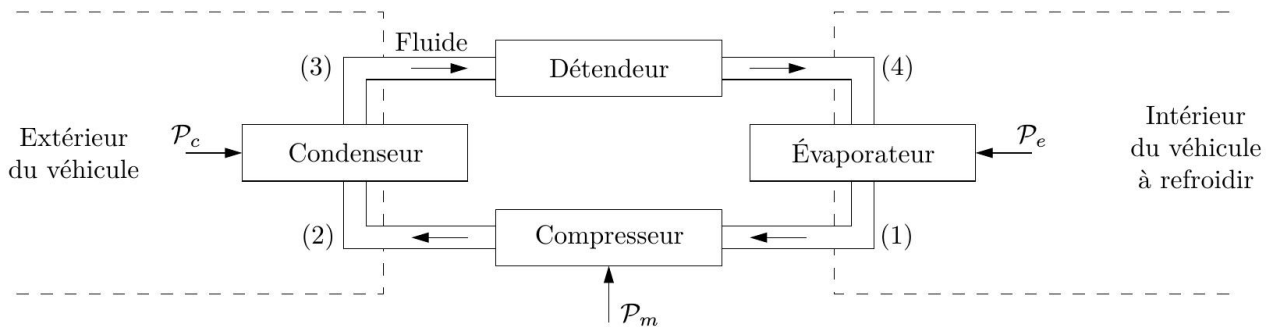 Fluide
(3)
Détendeur
(4)
Extérieur
du véhicule
𝒫c
Condenseur
Évaporateur
𝒫e
Intérieur
du véhicule
à refroidir
(2)
Compresseur
(1)
𝒫m